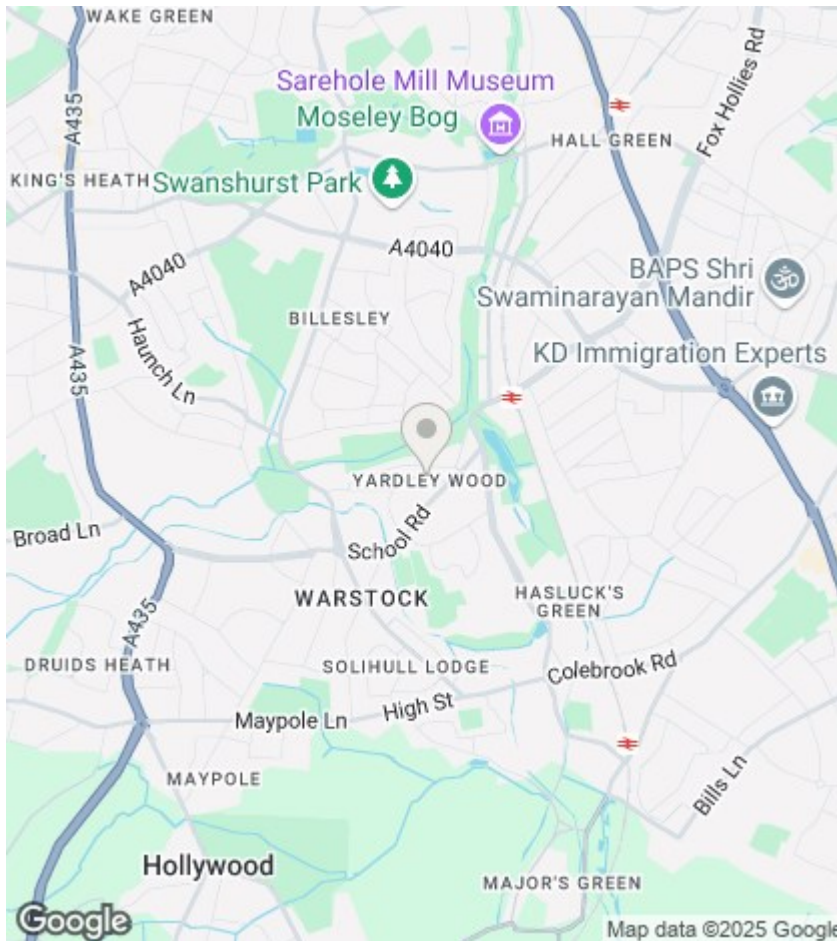 WAKE GREEN
A435
Sarehole Mill Museum
Moseley Bog
Fox Hollies Rd
HALL GREEN
KING'S HEATH
Swanshurst Park
A4040
A4040
BAPS Shri
Swaminarayan Mandir
BILLESLEY
Haunch Ln
A435
KD Immigration Experts
YARDLEY WOOD
Broad Ln
School Rd
WARSTOCK
HASLUCK'S
GREEN
A435
DRUIDS HEATH
SOLIHULL LODGE
Colebrook Rd
High St
Maypole Ln
MAYPOLE
Bills Ln
Hollywood
MAJOR'S GREEN
Google
Map data ©2025 Google